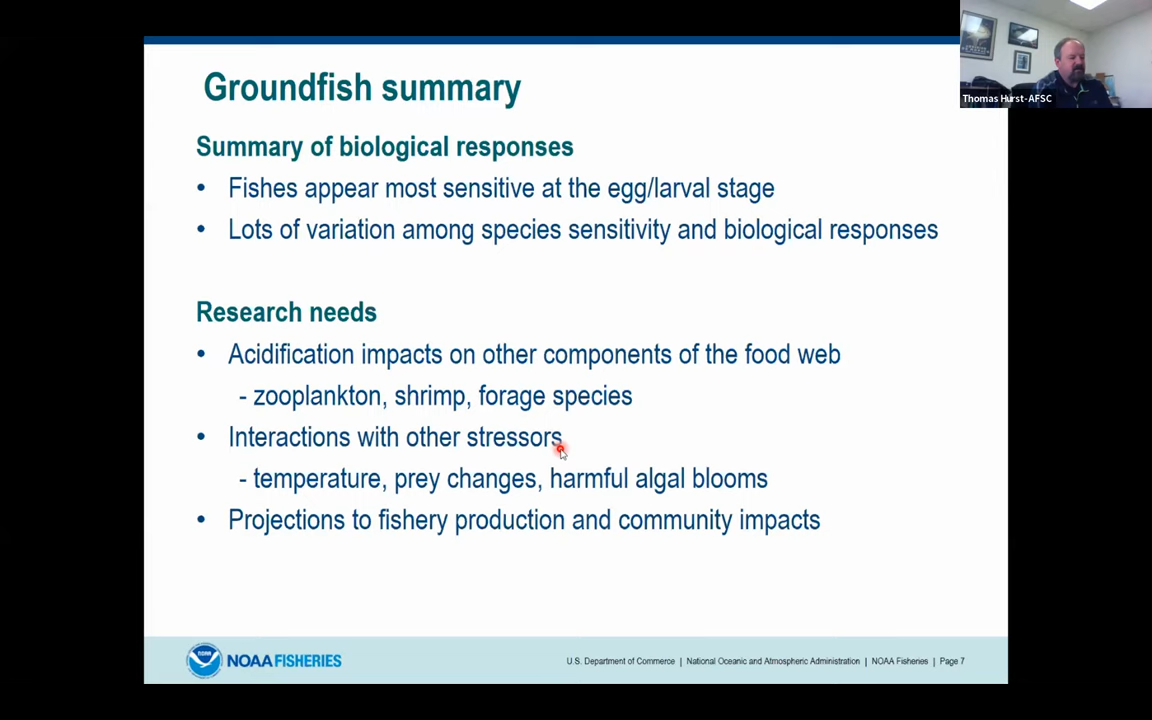 Groundfish summary
Summary of biological responses
• Fishes appear most sensitive at the egg/larval stage
• Lots of variation among species sensitivity and biological responses
Research needs
• Acidification impacts on other components of the food web
- zooplankton, shrimp, forage species
• Interactions with other stressors
- temperature, prey changes, harmful algal blooms
• Projections to fishery production and community impacts
NOAA FISHERIES
U.S. Department of Commerce | National Oceanic and Atmospheric Administration | NOAA Fisheries | Page 7
Thomas Hurst-AFSC